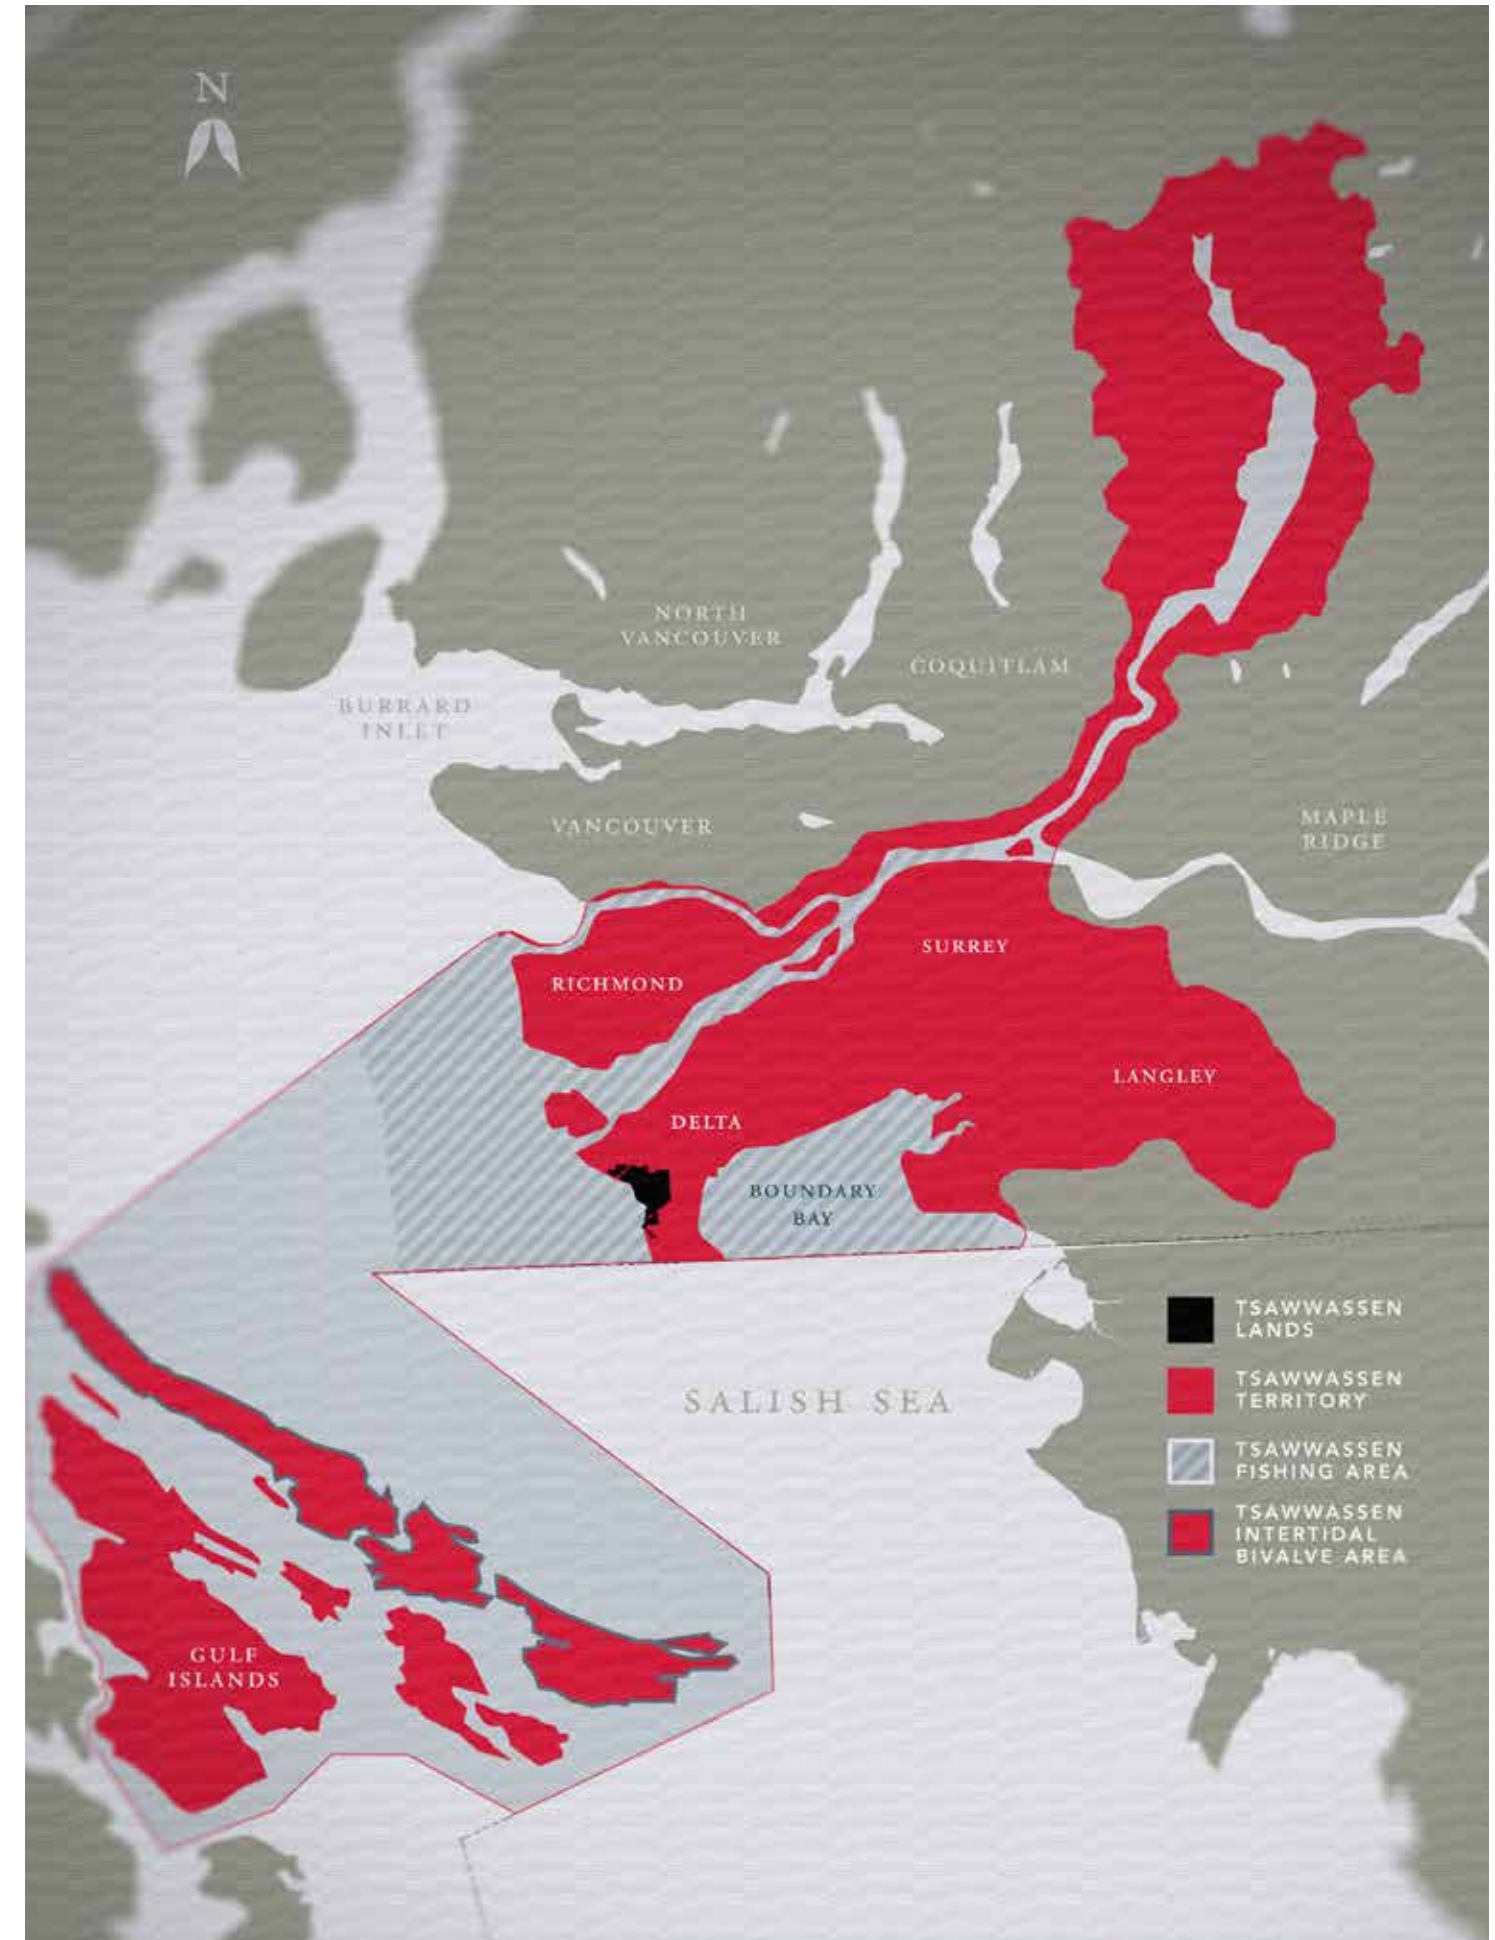 N
NORTH
VANCOUVER
COQUITLAM
BURRARD
INLET
VANCOUVER
MAPLE
RIDGE
SURREY
RICHMOND
LANGLEY
DELTA
BOUNDARY
BAY
TSAWWASSEN
LANDS
TSAWWASSEN
TERRITORY
SALISH SEA
TSAWWASSEN
FISHING AREA
TSAWWASSEN
INTERTIDAL
BIVALVE AREA
GULF
ISLANDS